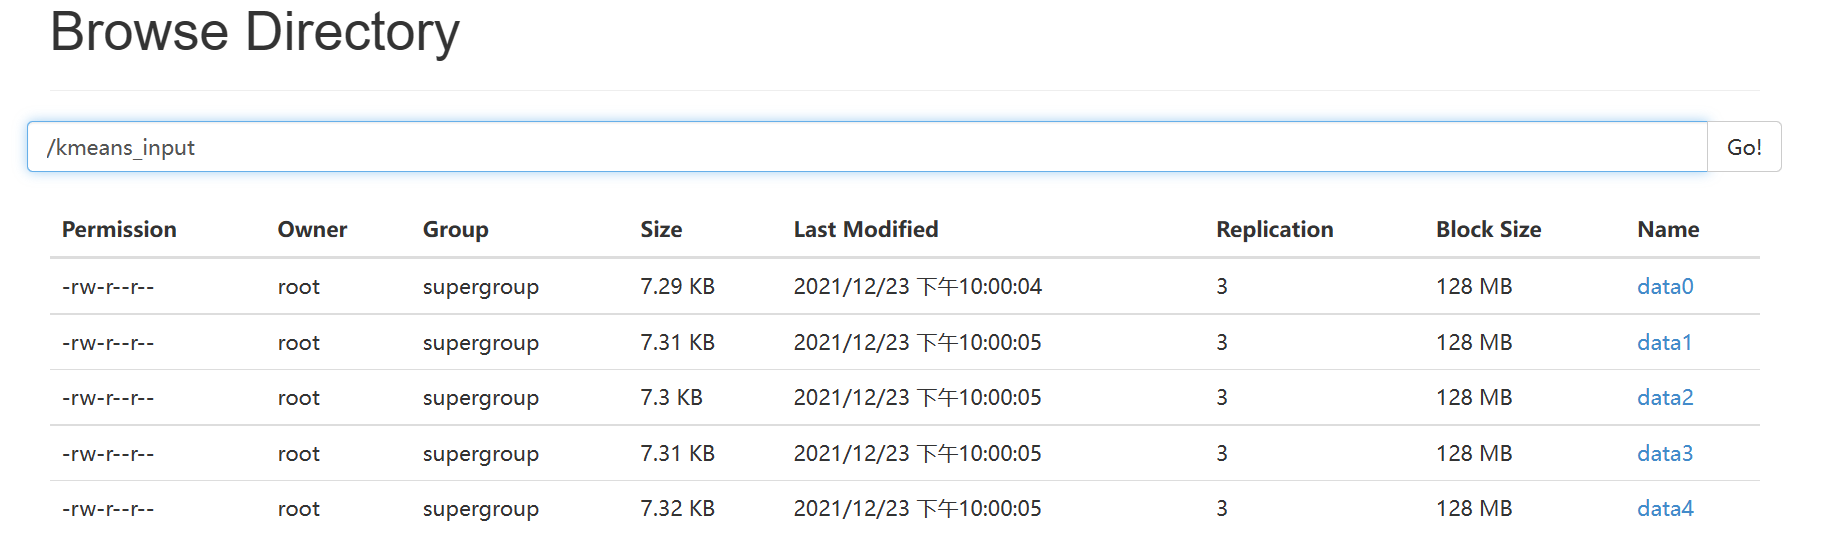 Browse Directory
/kmeans_input Go!
Permission Owner Group Size Last Modified Replication Block Size Name
-rw-r--r-- root supergroup 7.29 KB 2021/12/23 下午10:00:04 3 128 MB data0
-rw-r--r-- root supergroup 7.31 KB 2021/12/23 下午10:00:05 3 128 MB data1
-rw-r--r-- root supergroup 7.3 KB 2021/12/23 下午10:00:05 3 128 MB data2
-rw-r--r-- root supergroup 7.31 KB 2021/12/23 下午10:00:05 3 128 MB data3
-rw-r--r-- root supergroup 7.32 KB 2021/12/23 下午10:00:05 3 128 MB data4